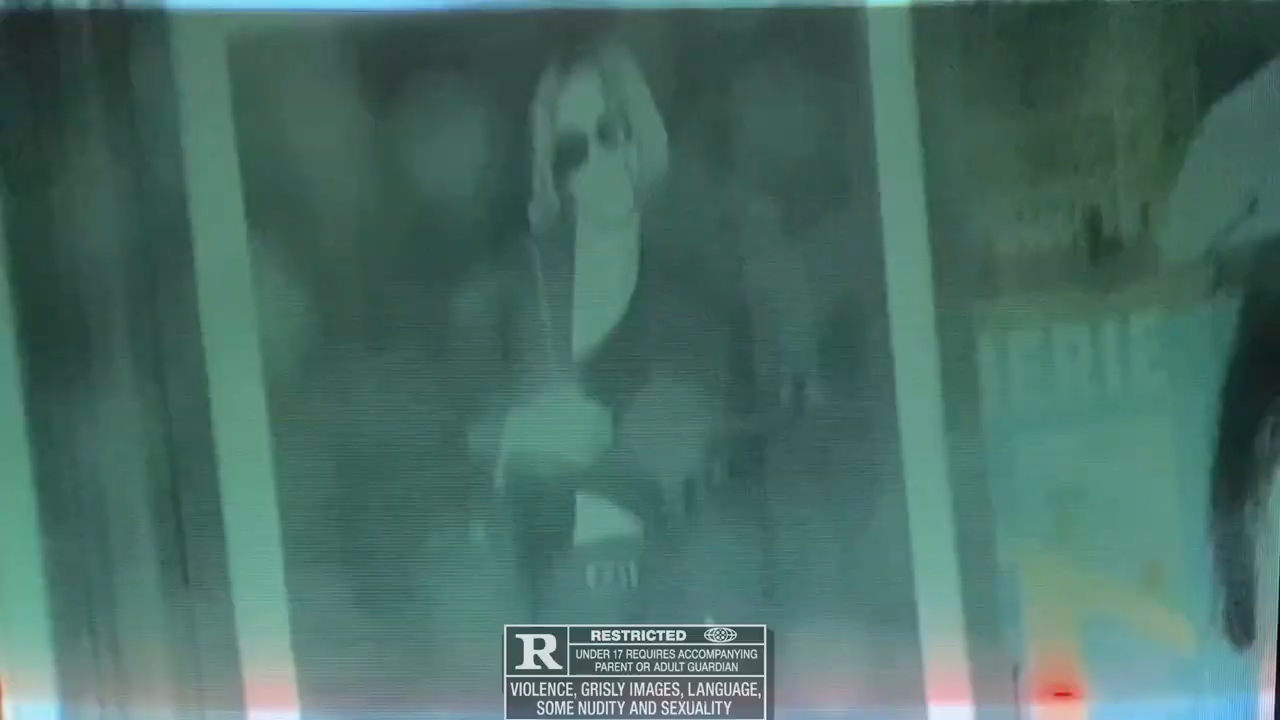 R
RESTRICTED
UNDER 17 REQUIRES ACCOMPANYING
PARENT OR ADULT GUARDIAN
VIOLENCE, GRISLY IMAGES, LANGUAGE,
SOME NUDITY AND SEXUALITY